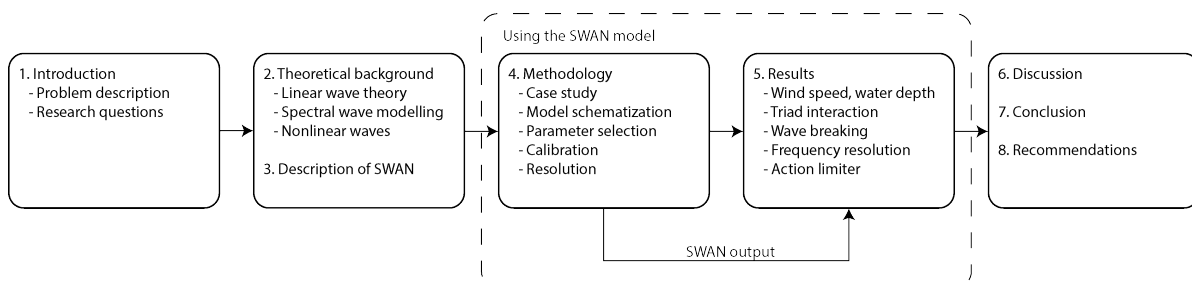 Using the SWAN model
1. Introduction
- Problem description
- Research questions
2. Theoretical background
- Linear wave theory
- Spectral wave modelling
- Nonlinear waves
3. Description of SWAN
4. Methodology
- Case study
- Model schematization
- Parameter selection
- Calibration
- Resolution
5. Results
- Wind speed, water depth
- Triad interaction
- Wave breaking
- Frequency resolution
- Action limiter
SWAN output
6. Discussion
7. Conclusion
8. Recommendations